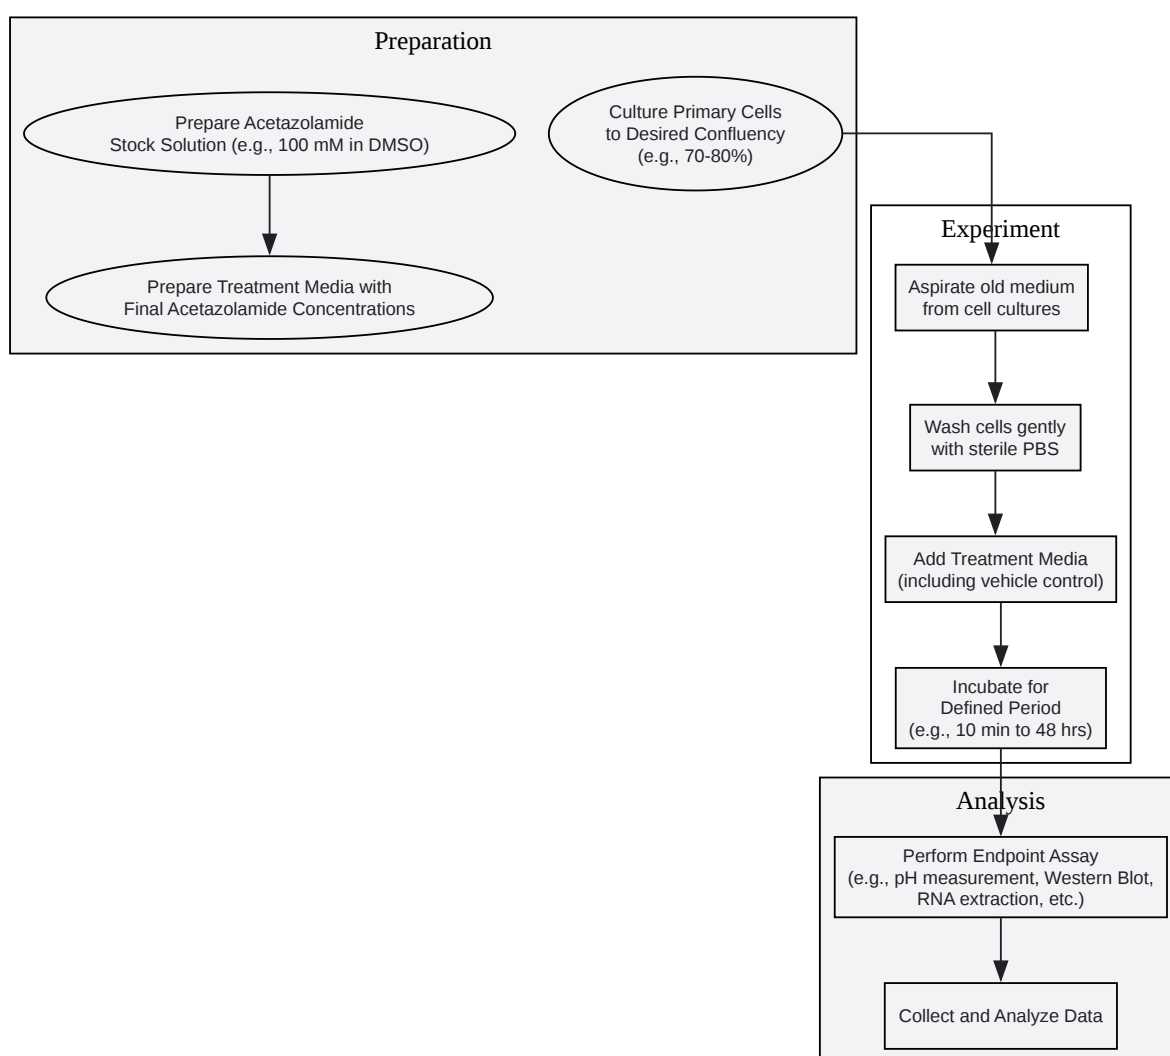 Preparation
Prepare Acetazolamide
Stock Solution (e.g., 100 mM in DMSO)
Culture Primary Cells
to Desired Confluency
(e.g., 70-80%)
Prepare Treatment Media with
Final Acetazolamide Concentrations
Experiment
Aspirate old medium
from cell cultures
Wash cells gently
with sterile PBS
Add Treatment Media
(including vehicle control)
Incubate for
Defined Period
(e.g., 10 min to 48 hrs)
Analysis
Perform Endpoint Assay
(e.g., pH measurement, Western Blot,
RNA extraction, etc.)
Collect and Analyze Data